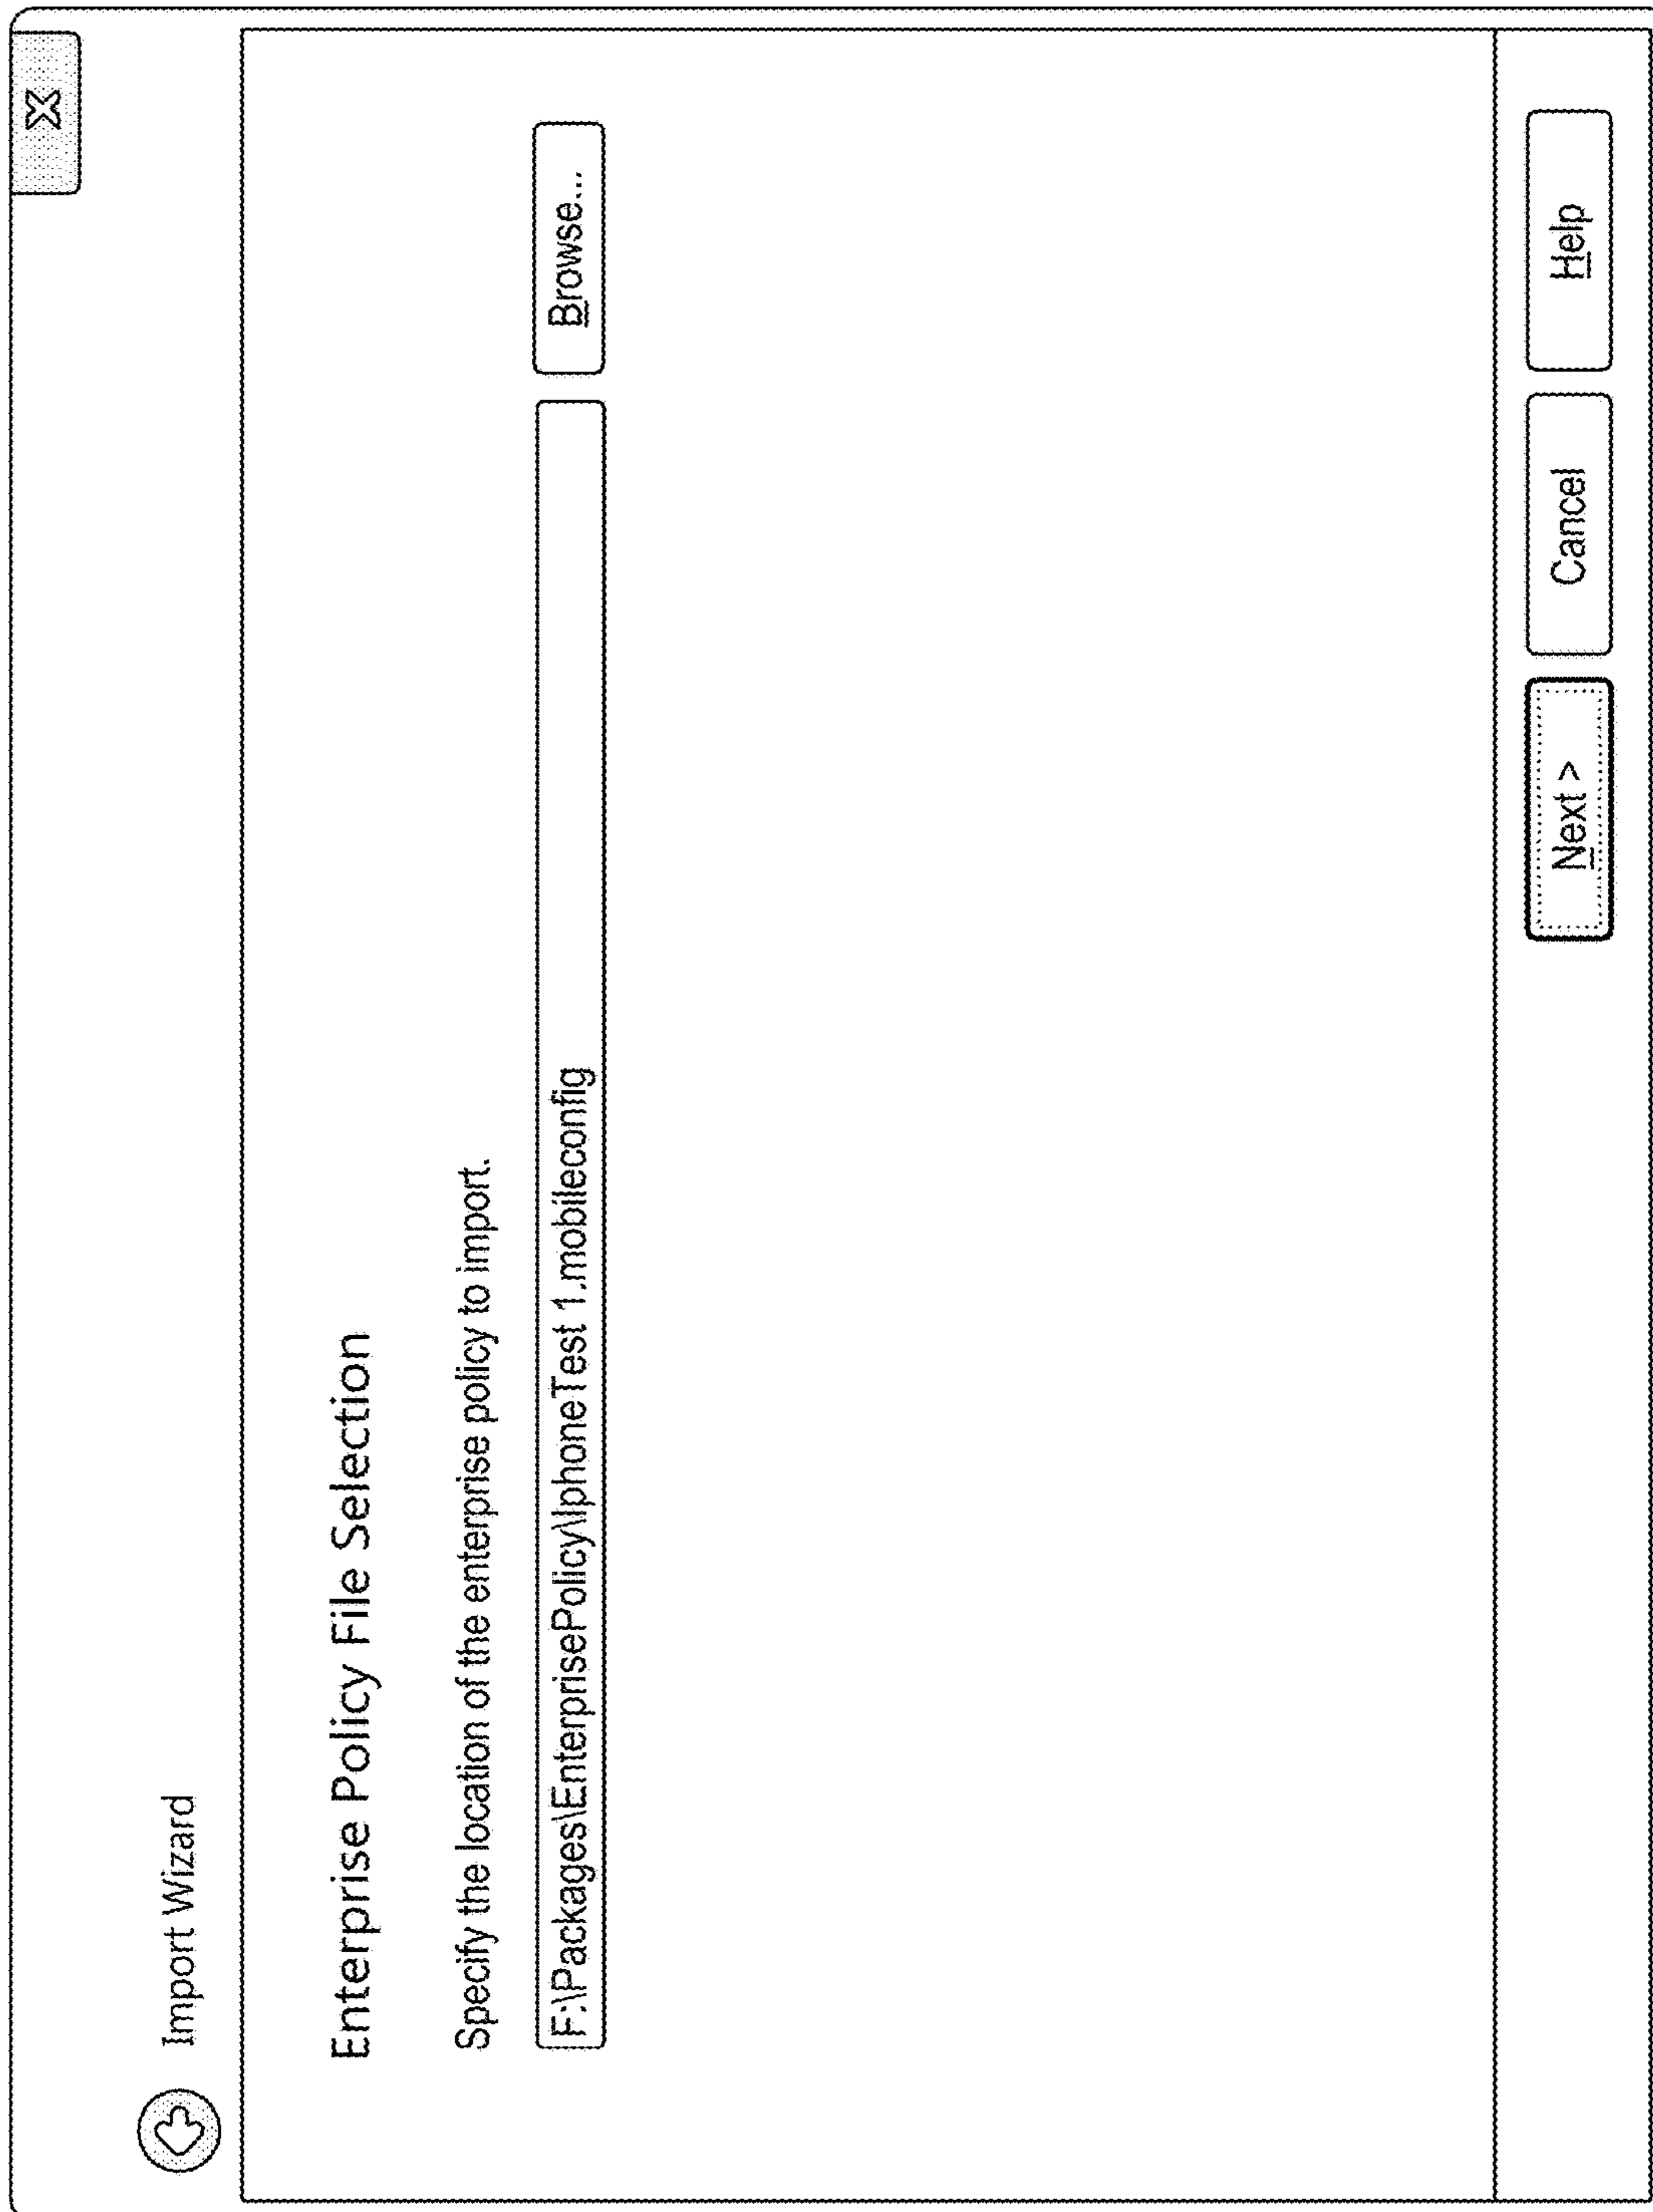 X
Import Wizard
Enterprise Policy File Selection
Specify the location of the enterprise policy to import.
F:\Packages\EnterprisePolicy\IphoneTest 1.mobileconfig
Browse...
Next >
Cancel
Help